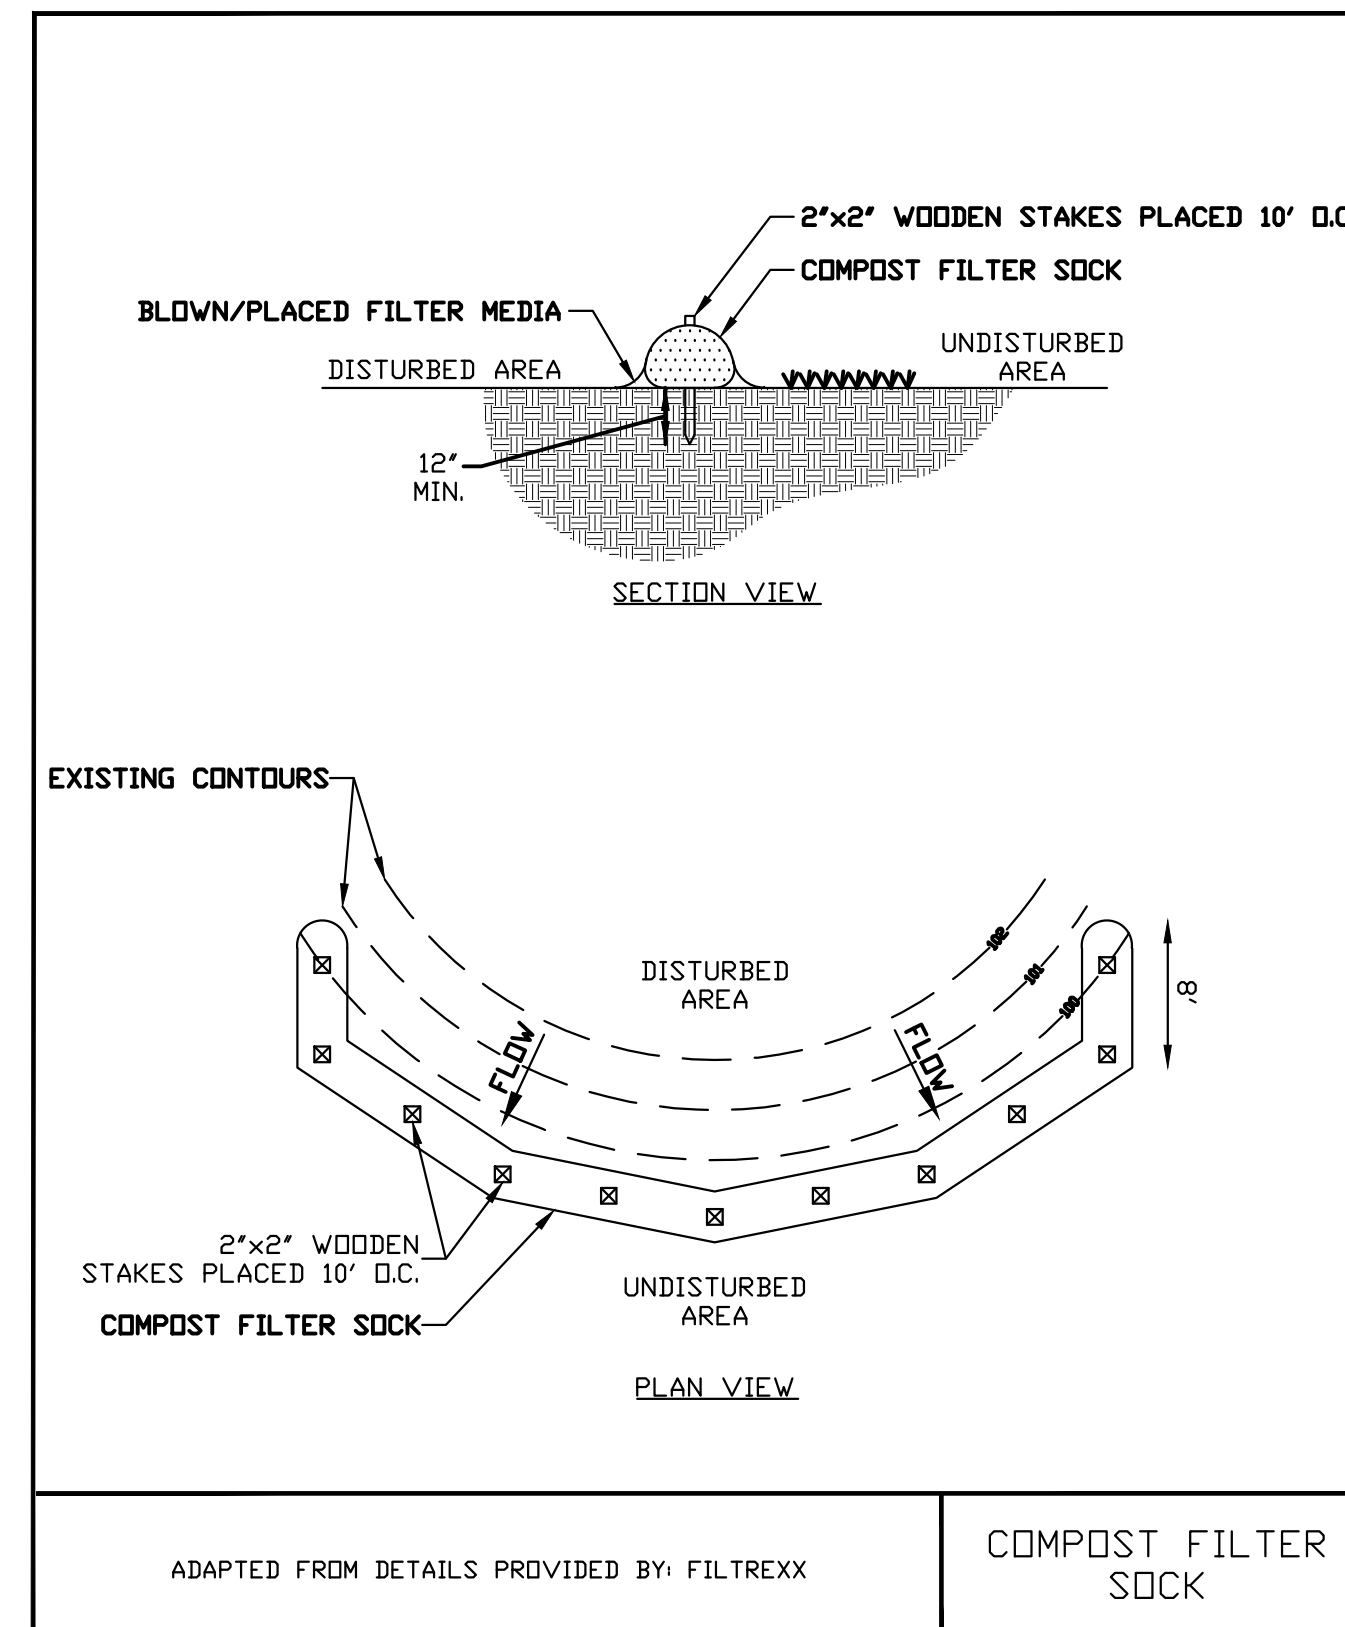 2"x2" WOODEN STAKES PLACED 10' O.C
COMPOST FILTER SOCK
BLOWN/PLACED FILTER MEDIA
UNDISTURBED
AREA
DISTURBED AREA
12"
MIN.
SECTION VIEW
EXISTING CONTOURS
102
101
100
DISTURBED
AREA
8'
FLOW
FLOW
2"x2" WOODEN
STAKES PLACED 10' O.C.
COMPOST FILTER SOCK
UNDISTURBED
AREA
PLAN VIEW
ADAPTED FROM DETAILS PROVIDED BY: FILTREXX
COMPOST FILTER
SOCK